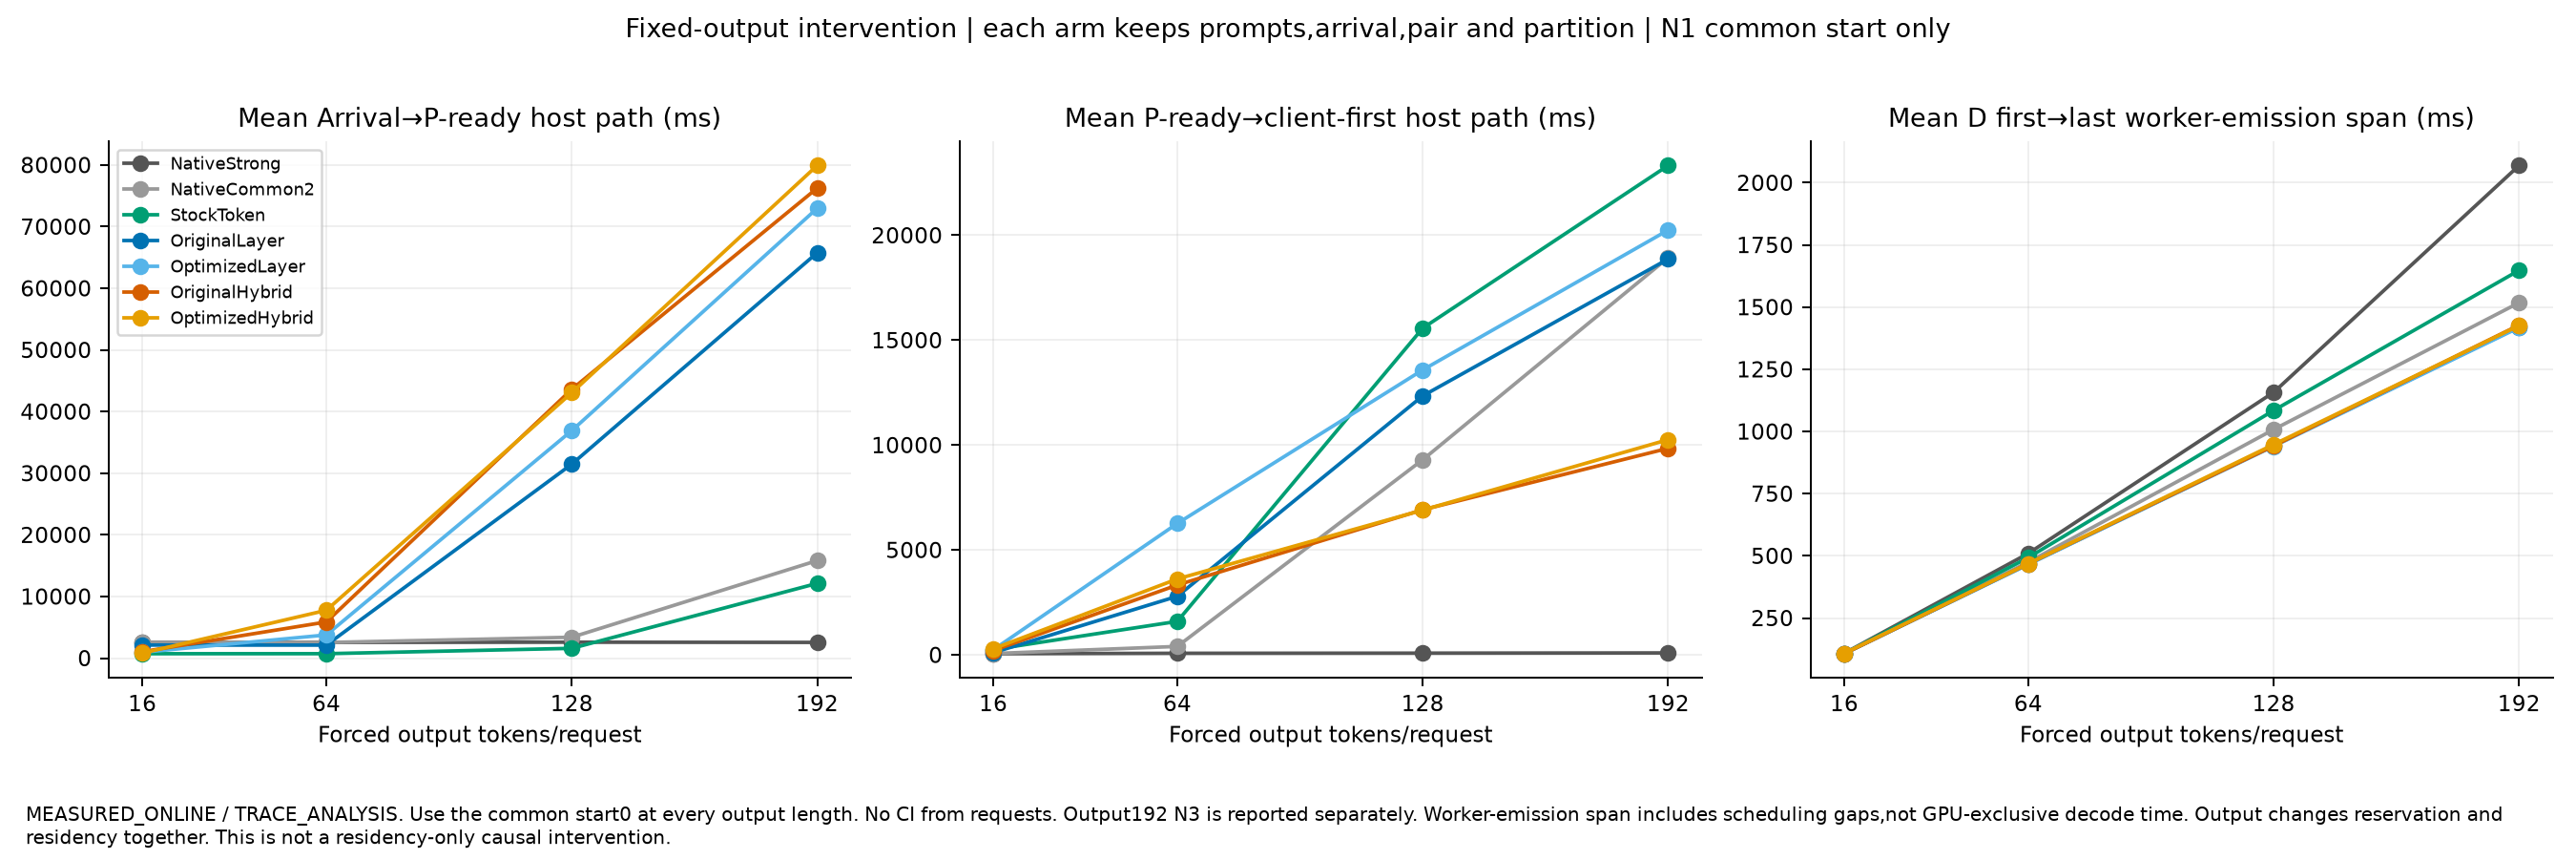 Fixed-output intervention | each arm keeps prompts,arrival,pair and partition | N1 common start only
Mean Arrival→P-ready host path (ms)
80000
70000
60000
50000
40000
30000
20000
10000
0
NativeStrong
NativeCommon2
StockToken
OriginalLayer
OptimizedLayer
OriginalHybrid
OptimizedHybrid
16 64 128 192
Forced output tokens/request
Mean P-ready→client-first host path (ms)
20000
15000
10000
5000
0
16 64 128 192
Forced output tokens/request
Mean D first→last worker-emission span (ms)
2000
1750
1500
1250
1000
750
500
250
16 64 128 192
Forced output tokens/request
MEASURED_ONLINE / TRACE_ANALYSIS. Use the common start0 at every output length. No CI from requests. Output192 N3 is reported separately. Worker-emission span includes scheduling gaps,not GPU-exclusive decode time. Output changes reservation and
residency together. This is not a residency-only causal intervention.